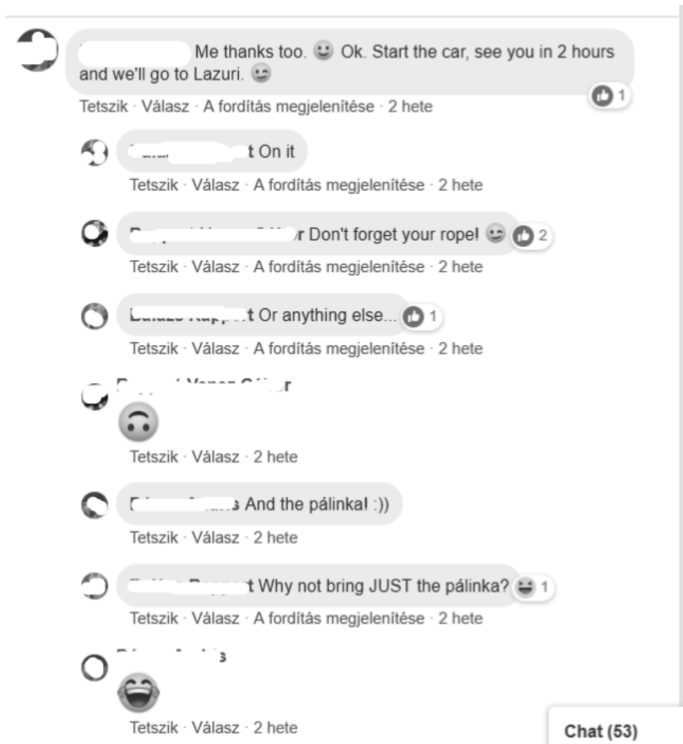 Me thanks too. Ok. Start the car, see you in 2 hours
and we'll go to Lazuri.
1
Tetszik · Válasz · A fordítás megjelenítése · 2 hete
t On it
Tetszik · Válasz · A fordítás megjelenítése · 2 hete
r Don't forget your rope! 2
Tetszik · Válasz · A fordítás megjelenítése · 2 hete
t Or anything else... 1
Tetszik · Válasz · A fordítás megjelenítése · 2 hete
r
Tetszik · Válasz · 2 hete
s And the pálinka! :))
Tetszik · Válasz · 2 hete
t Why not bring JUST the pálinka? 1
Tetszik · Válasz · A fordítás megjelenítése · 2 hete
s
Tetszik · Válasz · 2 hete
Chat (53)